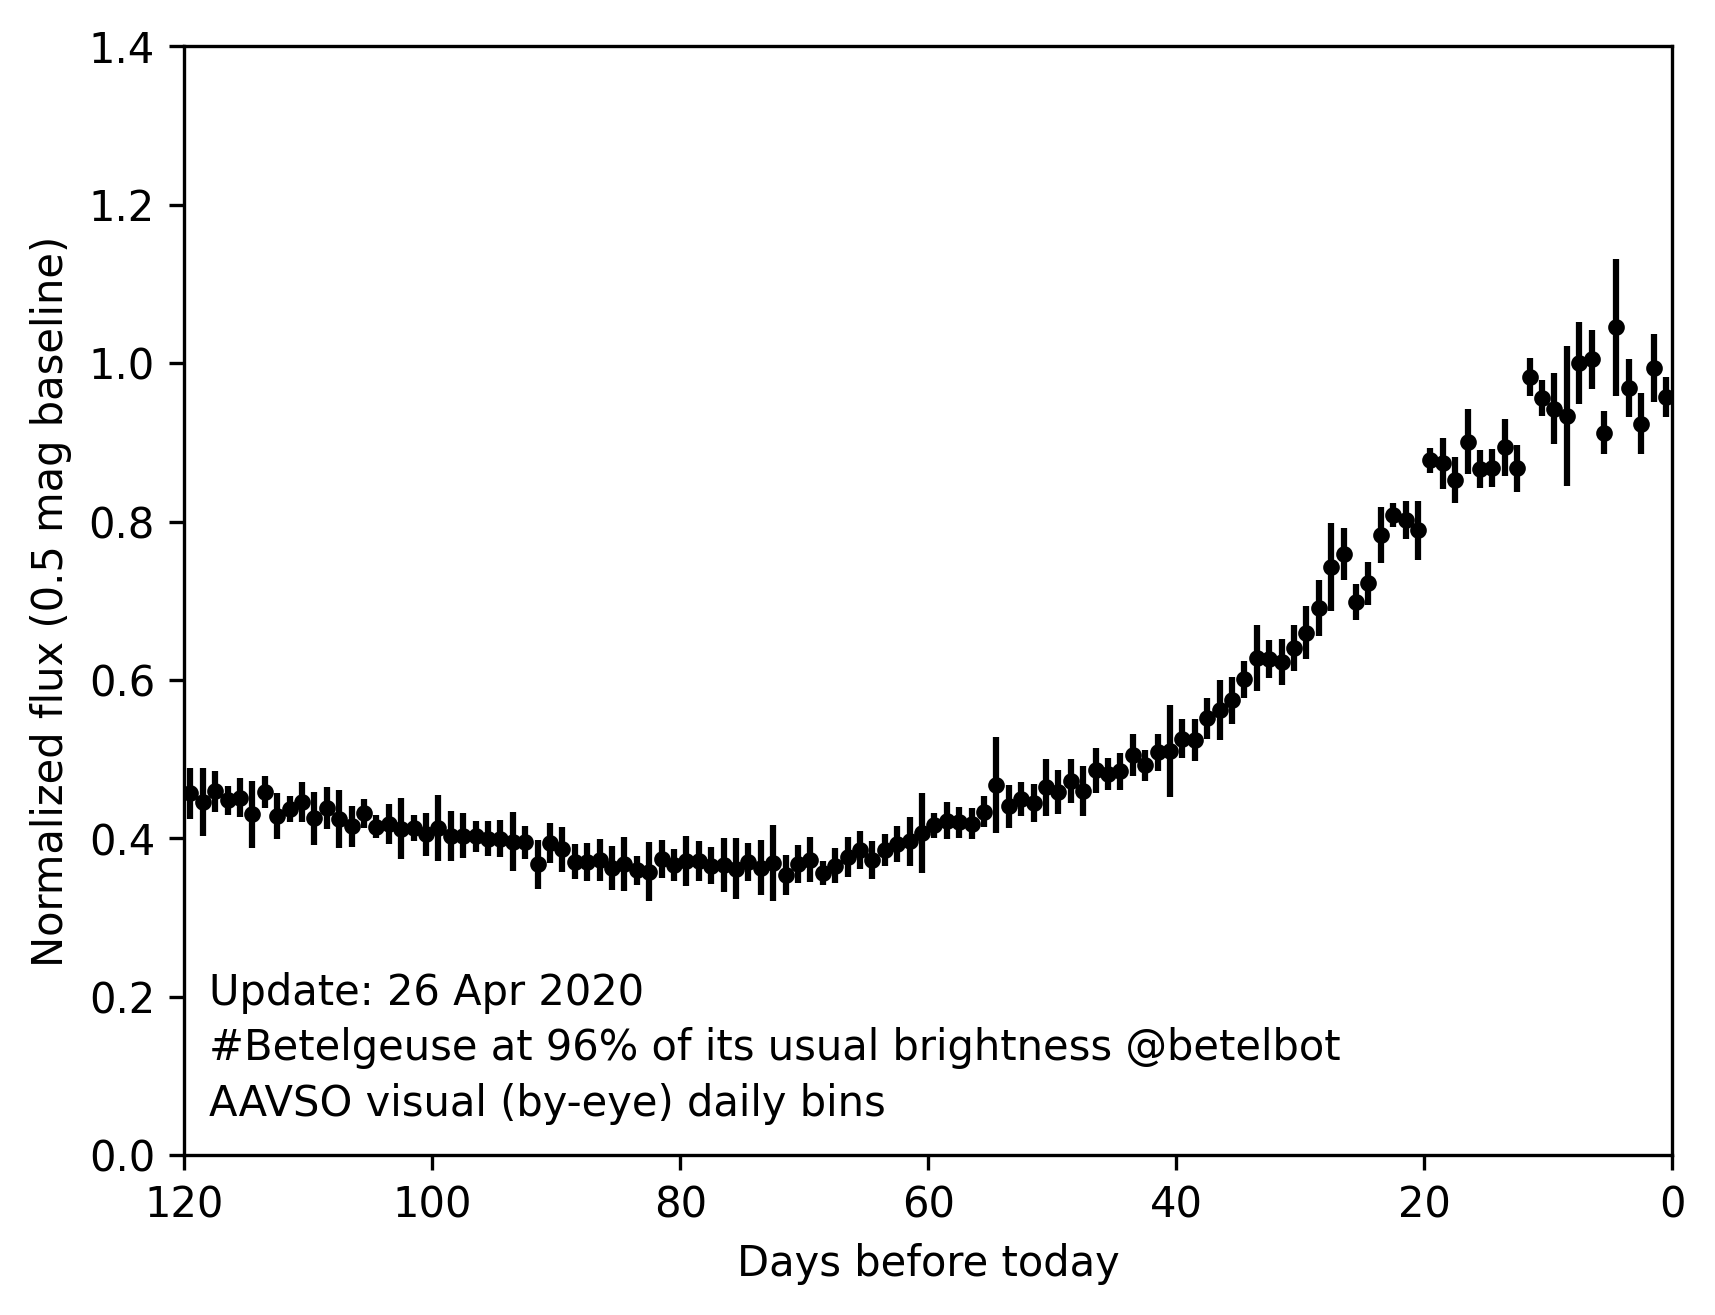 1.4
1.2
1.0
0.8
0.6
0.4
0.2
0.0
Normalized flux (0.5 mag baseline)
Update: 26 Apr 2020
#Betelgeuse at 96% of its usual brightness @betelbot
AAVSO visual (by-eye) daily bins
120 100 80 60 40 20 0
Days before today